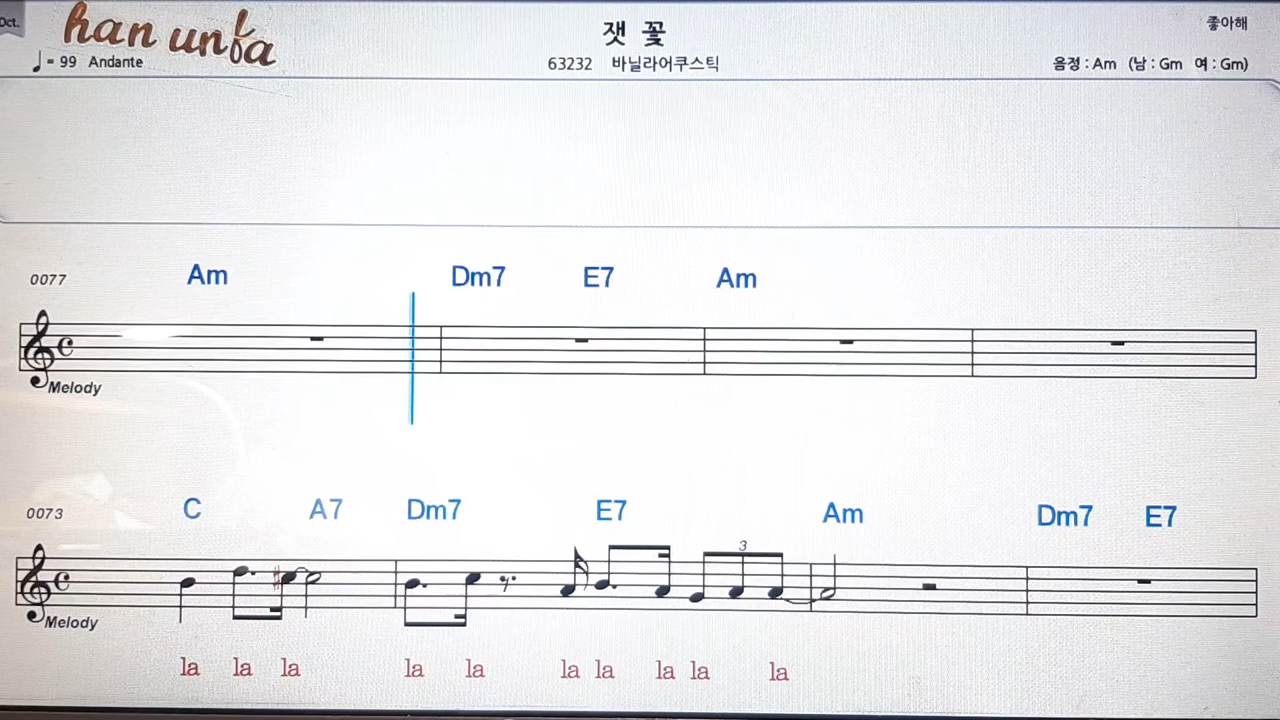 Oct.
han unfa
잿 꽃
좋아해
♩ = 99 Andante
63232 바닐라어쿠스틱
음정 : Am (남 : Gm 여 : Gm)
0077 Am Dm7 E7 Am
Melody
0073 C A7 Dm7 E7 Am Dm7 E7
3
Melody
la la la la la la la la la la